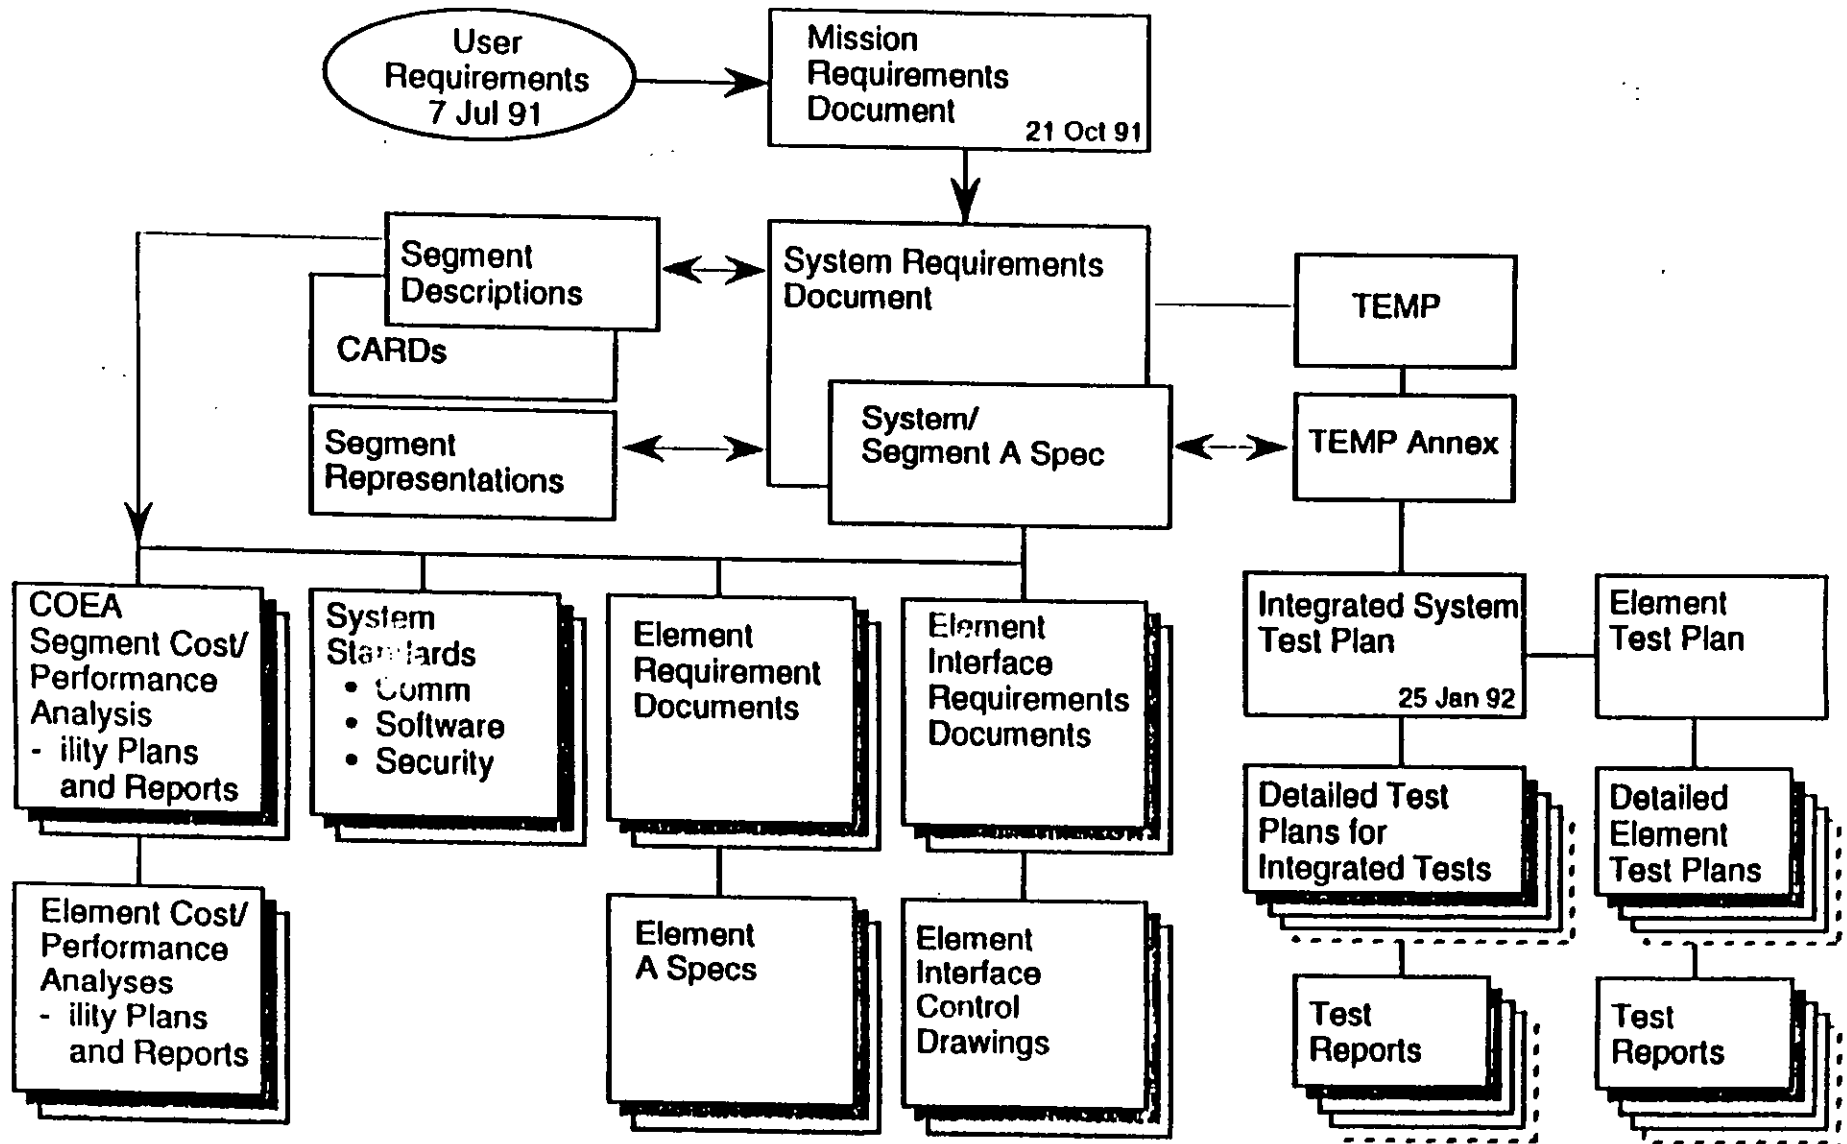 User
Requirements
7 Jul 91
Mission
Requirements
Document
21 Oct 91
Segment
Descriptions
CARDs
Segment
Representations
System Requirements
Document
System/
Segment A Spec
TEMP
TEMP Annex
COEA
Segment Cost/
Performance
Analysis
- ility Plans
and Reports
System
Standards
• Comm
• Software
• Security
Element
Requirement
Documents
Element
Interface
Requirements
Documents
Integrated System
Test Plan
25 Jan 92
Element
Test Plan
Detailed Test
Plans for
Integrated Tests
Detailed
Element
Test Plans
Element Cost/
Performance
Analyses
- ility Plans
and Reports
Element
A Specs
Element
Interface
Control
Drawings
Test
Reports
Test
Reports